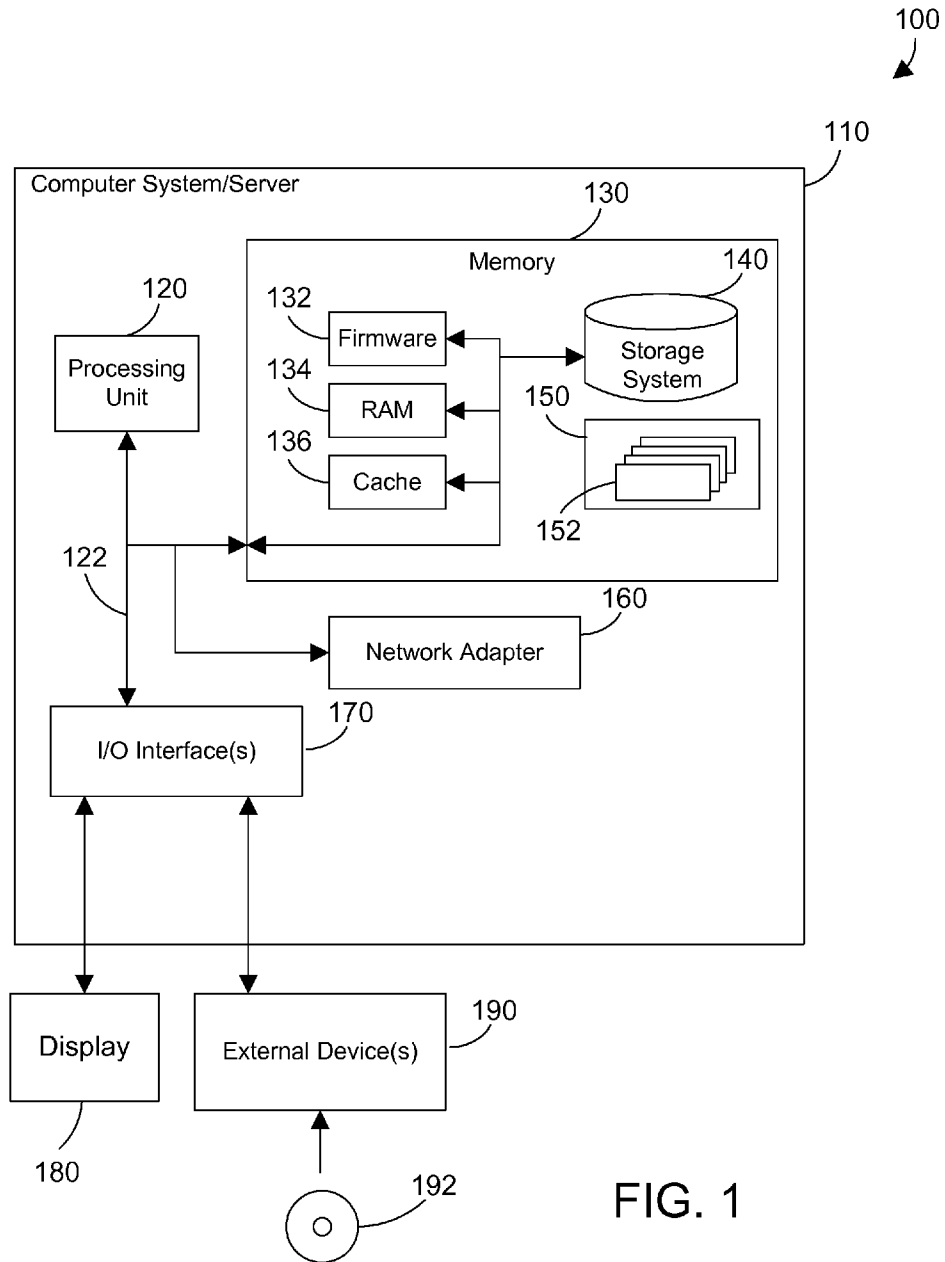 100
110
Computer System/Server
130
Memory
120
132
140
Firmware
Processing
Unit
134
Storage
System
RAM
150
136
Cache
152
122
160
Network Adapter
170
I/O Interface(s)
190
Display
External Device(s)
180
192
FIG. 1